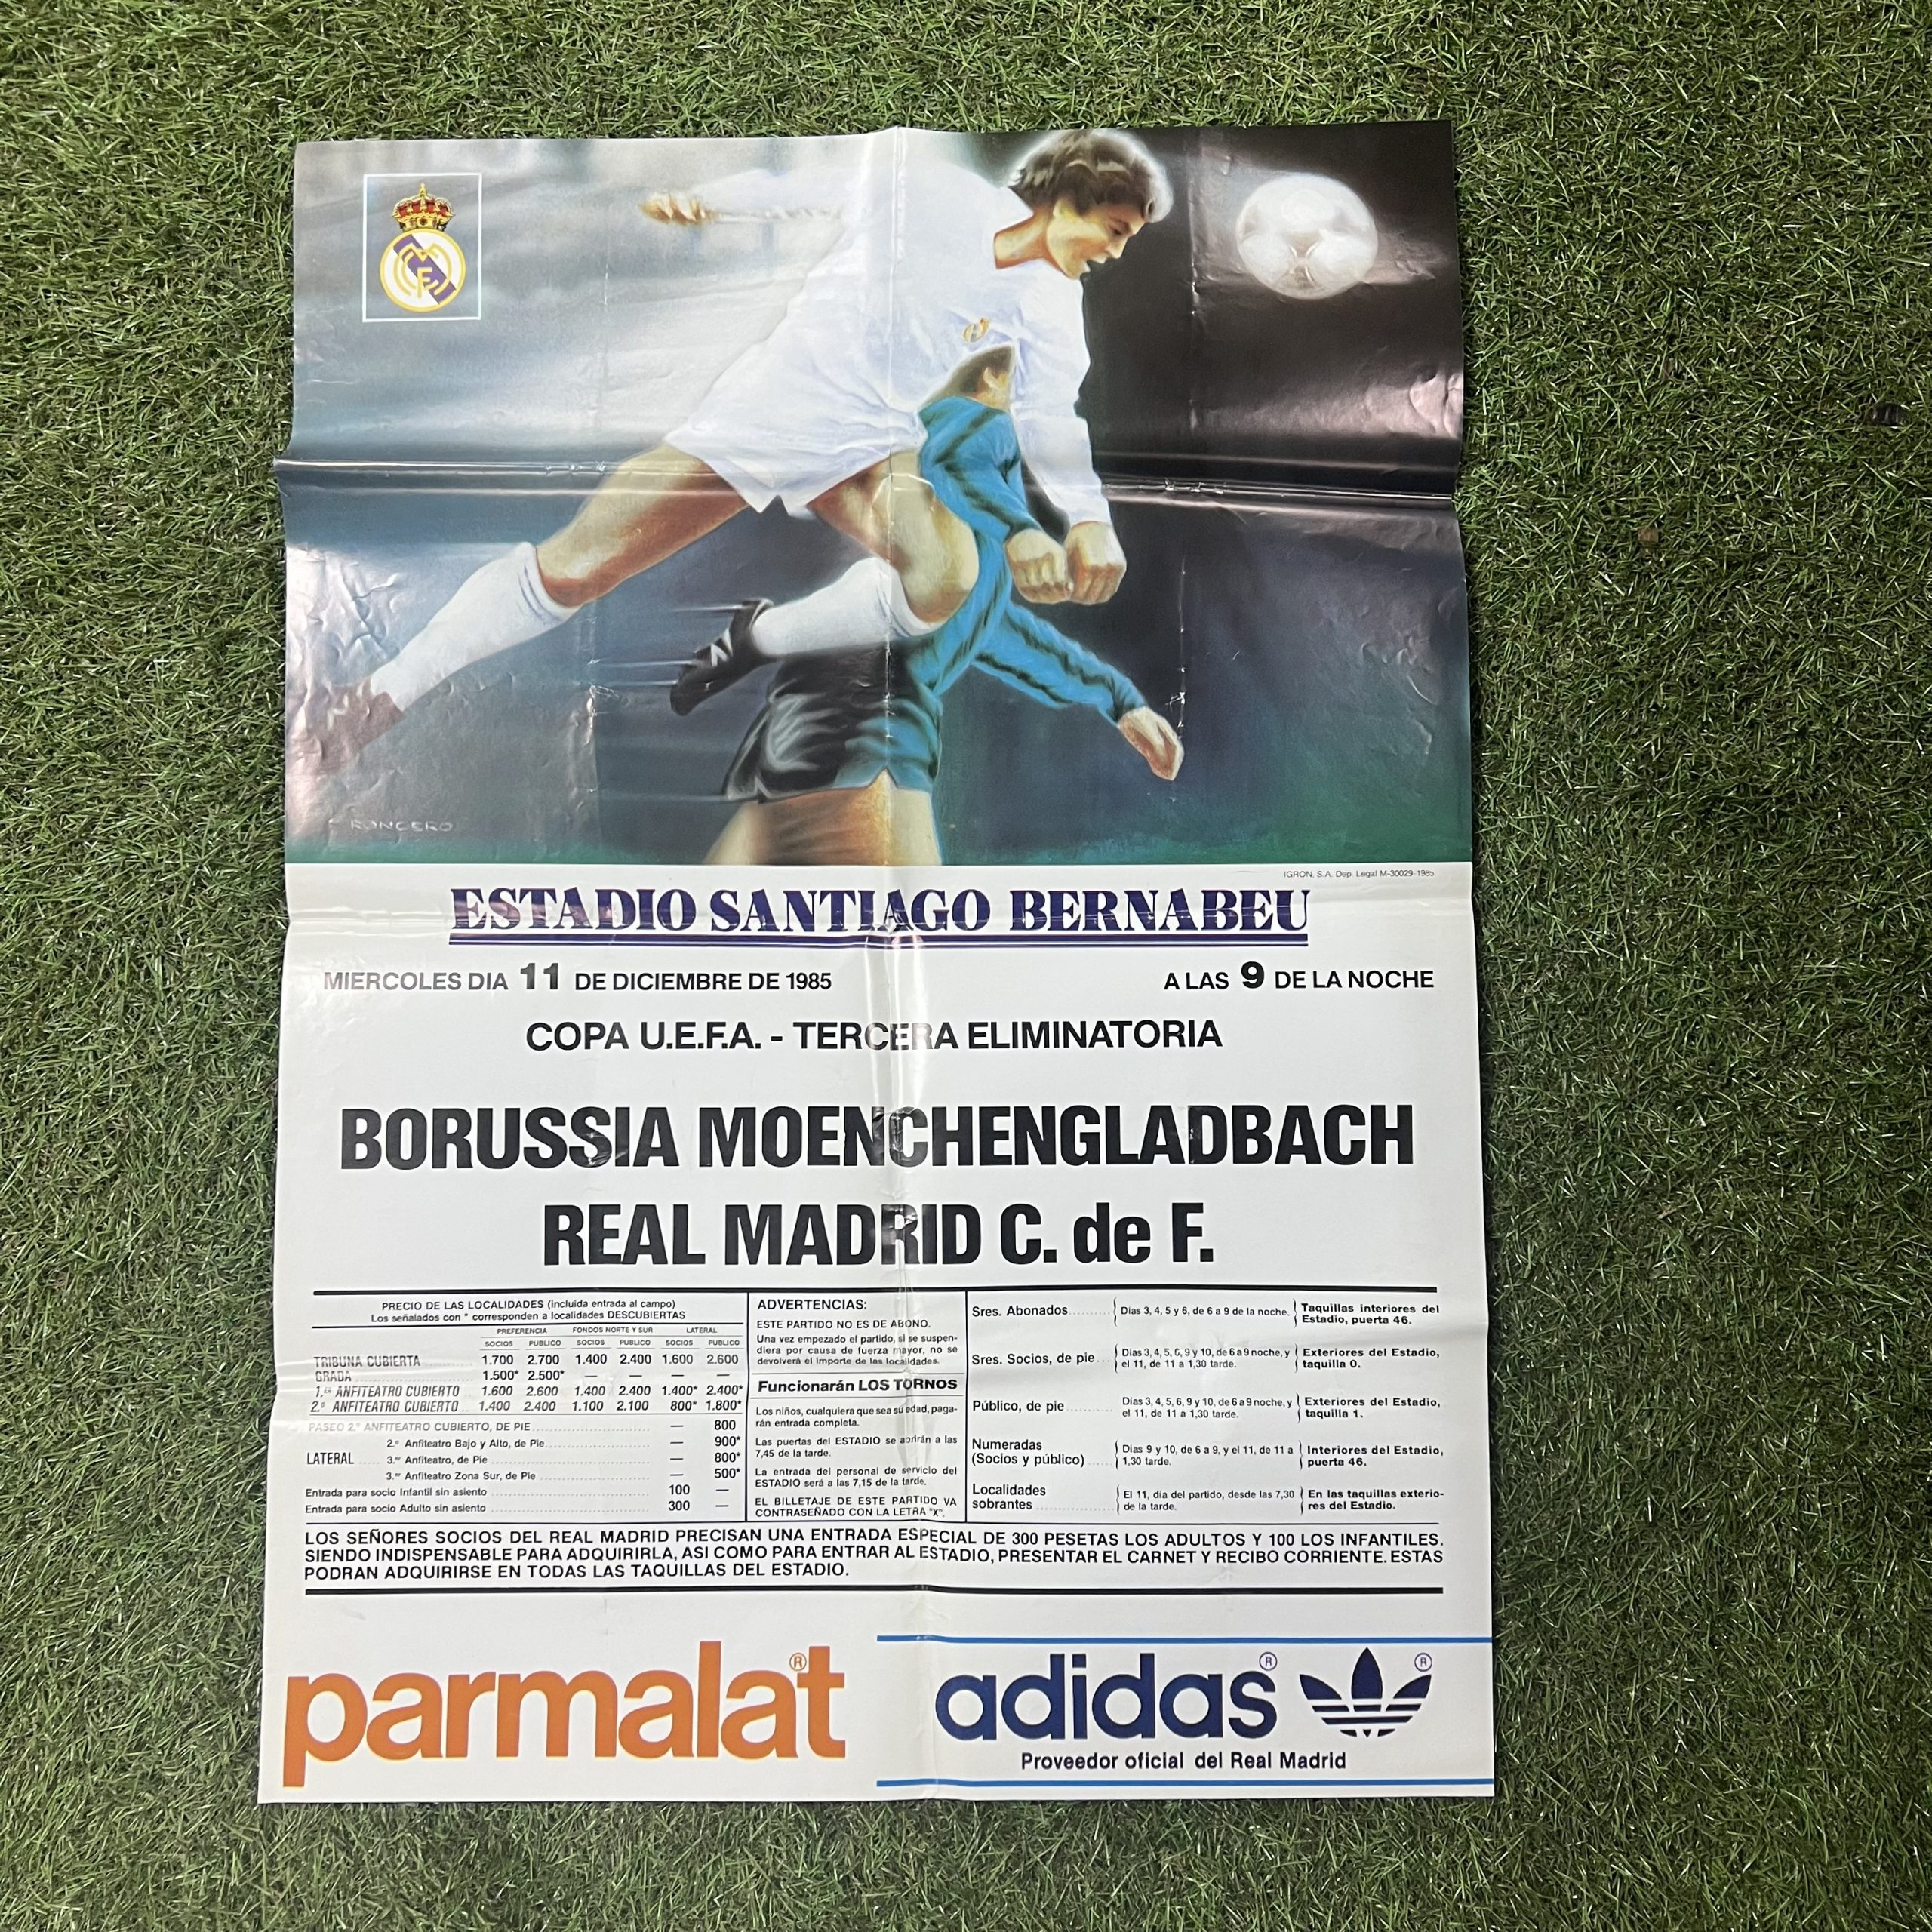 RONCERO
IGRON, S.A. Dep. Legal M-30029-1985
ESTADIO SANTIAGO BERNABEU
MIERCOLES DIA 11 DE DICIEMBRE DE 1985 A LAS 9 DE LA NOCHE
COPA U.E.F.A. - TERCERA ELIMINATORIA
BORUSSIA MOENCHENGLADBACH
REAL MADRID C. de F.
PRECIO DE LAS LOCALIDADES (incluida entrada al campo)
Los señalados con * corresponden a localidades DESCUBIERTAS
PREFERENCIA FONDOS NORTE Y SUR LATERAL
SOCIOS PUBLICO SOCIOS PUBLICO SOCIOS PUBLICO
TRIBUNA CUBIERTA 1.700 2.700 1.400 2.400 1.600 2.600
GRADA 1.500* 2.500* — — — —
1.er ANFITEATRO CUBIERTO 1.600 2.600 1.400 2.400 1.400* 2.400*
2.º ANFITEATRO CUBIERTO 1.400 2.400 1.100 2.100 800* 1.800*
PASEO 2.º ANFITEATRO CUBIERTO, DE PIE — 800
2.º Anfiteatro Bajo y Alto, de Pie — 900*
LATERAL 3.er Anfiteatro, de Pie — 800*
3.er Anfiteatro Zona Sur, de Pie — 500*
Entrada para socio Infantil sin asiento 100 —
Entrada para socio Adulto sin asiento 300 —
ADVERTENCIAS:
ESTE PARTIDO NO ES DE ABONO.
Una vez empezado el partido, si se suspen-
diera por causa de fuerza mayor, no se
devolverá el importe de las localidades.
Funcionarán LOS TORNOS
Los niños, cualquiera que sea su edad, paga-
rán entrada completa.
Las puertas del ESTADIO se abrirán a las
7,45 de la tarde.
La entrada del personal de servicio del
ESTADIO será a las 7,15 de la tarde.
EL BILLETAJE DE ESTE PARTIDO VA
CONTRASEÑADO CON LA LETRA "X".
Sres. Abonados Días 3, 4, 5 y 6, de 6 a 9 de la noche. Taquillas interiores del
Estadio, puerta 46.
Sres. Socios, de pie Días 3, 4, 5, 6, 9 y 10, de 6 a 9 noche, y Exteriores del Estadio,
el 11, de 11 a 1,30 tarde. taquilla 0.
Público, de pie Días 3, 4, 5, 6, 9 y 10, de 6 a 9 noche, y Exteriores del Estadio,
el 11, de 11 a 1,30 tarde. taquilla 1.
Numeradas Días 9 y 10, de 6 a 9, y el 11, de 11 a Interiores del Estadio,
(Socios y público) 1,30 tarde. puerta 46.
Localidades El 11, día del partido, desde las 7,30 En las taquillas exterio-
sobrantes de la tarde. res del Estadio.
LOS SEÑORES SOCIOS DEL REAL MADRID PRECISAN UNA ENTRADA ESPECIAL DE 300 PESETAS LOS ADULTOS Y 100 LOS INFANTILES.
SIENDO INDISPENSABLE PARA ADQUIRIRLA, ASI COMO PARA ENTRAR AL ESTADIO, PRESENTAR EL CARNET Y RECIBO CORRIENTE. ESTAS
PODRAN ADQUIRIRSE EN TODAS LAS TAQUILLAS DEL ESTADIO.
parmalat®
adidas® ®
Proveedor oficial del Real Madrid